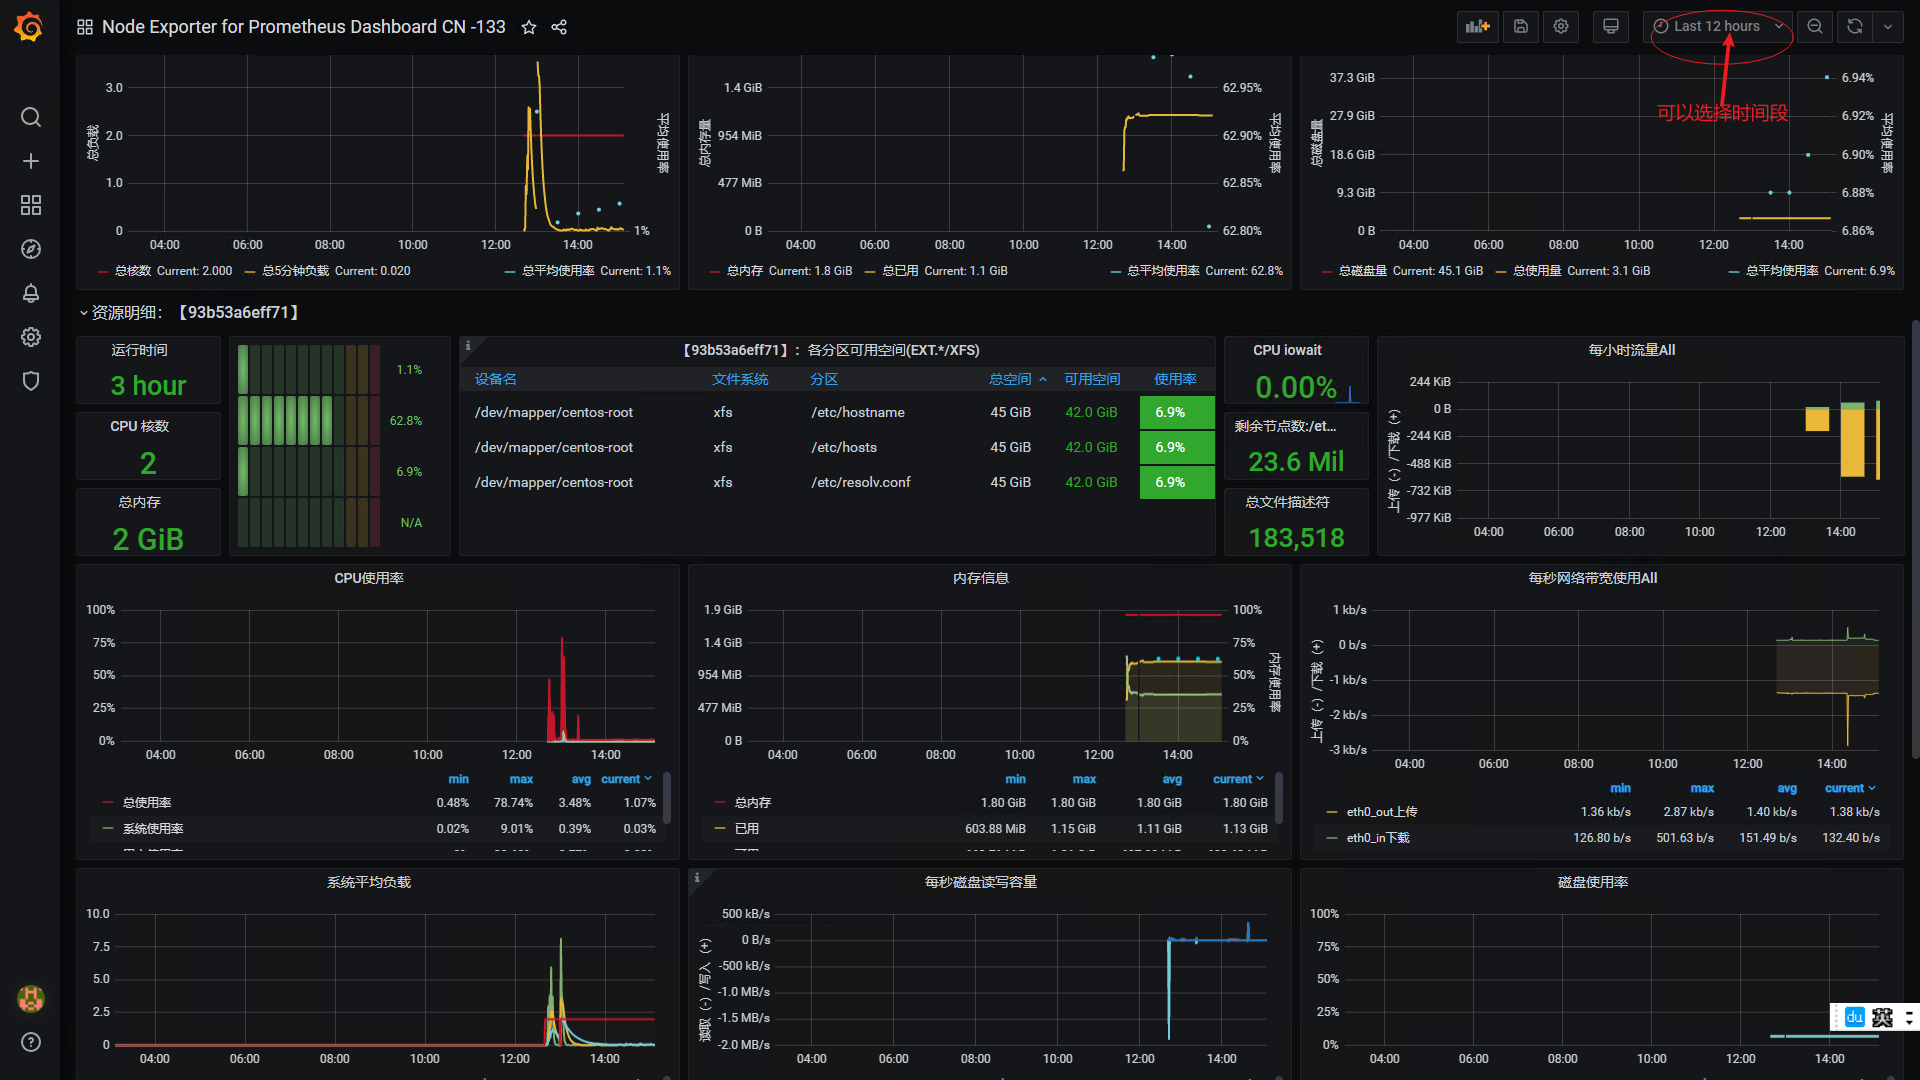 Node Exporter for Prometheus Dashboard CN -133
Last 12 hours
可以选择时间段
3.0
2.0
1.0
0
总负载
平均使用率
1%
04:00 06:00 08:00 10:00 12:00 14:00
总核数 Current: 2.000 总5分钟负载 Current: 0.020 总平均使用率 Current: 1.1%
1.4 GiB
954 MiB
477 MiB
0 B
总内存量
62.95%
62.90%
62.85%
62.80%
平均使用率
04:00 06:00 08:00 10:00 12:00 14:00
总内存 Current: 1.8 GiB 总已用 Current: 1.1 GiB 总平均使用率 Current: 62.8%
37.3 GiB
27.9 GiB
18.6 GiB
9.3 GiB
0 B
总磁盘量
6.94%
6.92%
6.90%
6.88%
6.86%
平均使用率
04:00 06:00 08:00 10:00 12:00 14:00
总磁盘量 Current: 45.1 GiB 总使用量 Current: 3.1 GiB 总平均使用率 Current: 6.9%
资源明细：【93b53a6eff71】
运行时间
3 hour
CPU 核数
2
总内存
2 GiB
1.1%
62.8%
6.9%
N/A
【93b53a6eff71】：各分区可用空间(EXT.*/XFS)
设备名 文件系统 分区 总空间 可用空间 使用率
/dev/mapper/centos-root xfs /etc/hostname 45 GiB 42.0 GiB 6.9%
/dev/mapper/centos-root xfs /etc/hosts 45 GiB 42.0 GiB 6.9%
/dev/mapper/centos-root xfs /etc/resolv.conf 45 GiB 42.0 GiB 6.9%
CPU iowait
0.00%
剩余节点数:/et...
23.6 Mil
总文件描述符
183,518
每小时流量All
244 KiB
0 B
-244 KiB
-488 KiB
-732 KiB
-977 KiB
上传（-）/下载（+）
04:00 06:00 08:00 10:00 12:00 14:00
CPU使用率
100%
75%
50%
25%
0%
04:00 06:00 08:00 10:00 12:00 14:00
min max avg current
总使用率 0.48% 78.74% 3.48% 1.07%
系统使用率 0.02% 9.01% 0.39% 0.03%
内存信息
1.9 GiB
1.4 GiB
954 MiB
477 MiB
0 B
100%
75%
50%
25%
0%
内存使用率
04:00 06:00 08:00 10:00 12:00 14:00
min max avg current
总内存 1.80 GiB 1.80 GiB 1.80 GiB 1.80 GiB
已用 603.88 MiB 1.15 GiB 1.11 GiB 1.13 GiB
每秒网络带宽使用All
1 kb/s
0 b/s
-1 kb/s
-2 kb/s
-3 kb/s
上传（-）/下载（+）
04:00 06:00 08:00 10:00 12:00 14:00
min max avg current
eth0_out上传 1.36 kb/s 2.87 kb/s 1.40 kb/s 1.38 kb/s
eth0_in下载 126.80 b/s 501.63 b/s 151.49 b/s 132.40 b/s
系统平均负载
10.0
7.5
5.0
2.5
0
04:00 06:00 08:00 10:00 12:00 14:00
每秒磁盘读写容量
500 kB/s
0 B/s
-500 kB/s
-1.0 MB/s
-1.5 MB/s
-2.0 MB/s
读取（-）/写入（+）
04:00 06:00 08:00 10:00 12:00 14:00
磁盘使用率
100%
75%
50%
25%
0%
04:00 06:00 08:00 10:00 12:00 14:00
du 英